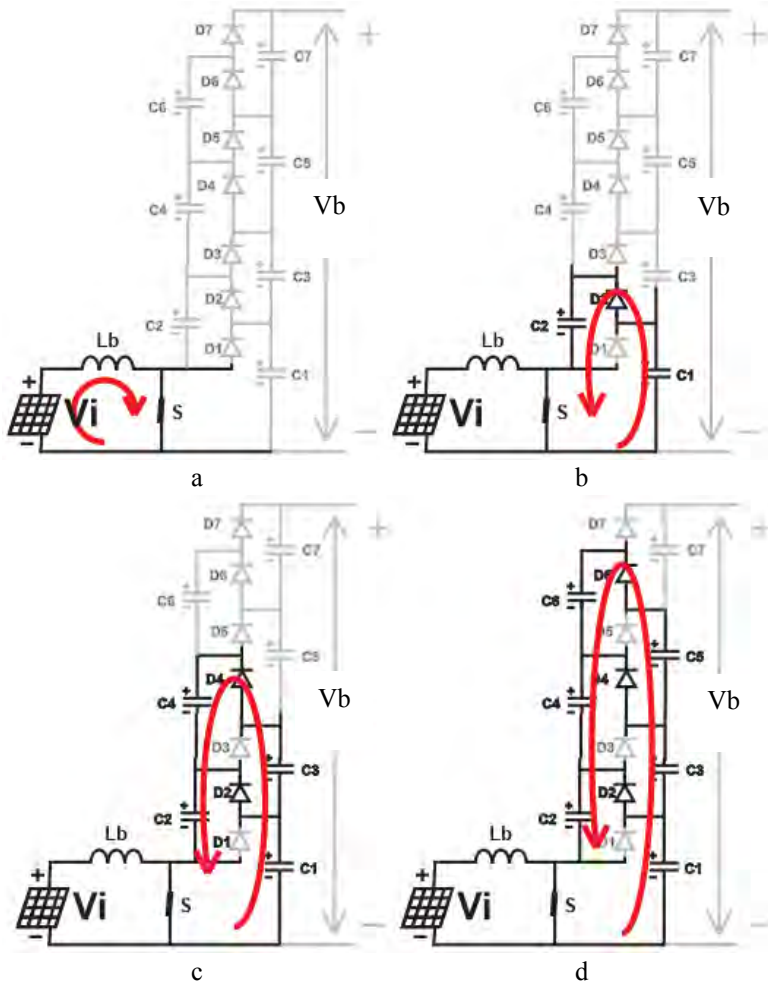 D7
+
C7
D6
C6
D5
C5
D4
Vb
C4
D3
C3
D2
C2
Lb
D1
C1
+
Vi
S
−
−
a
D7
+
C7
D6
C6
D5
C5
D4
Vb
C4
D3
C3
D2
C2
Lb
D1
C1
+
Vi
S
−
−
b
D7
+
C7
D6
C6
D5
C5
D4
Vb
C4
D3
C3
D2
C2
Lb
D1
C1
+
Vi
S
−
−
c
D7
+
C7
D6
C6
D5
C5
D4
Vb
C4
D3
C3
D2
C2
Lb
D1
C1
+
Vi
S
−
−
d